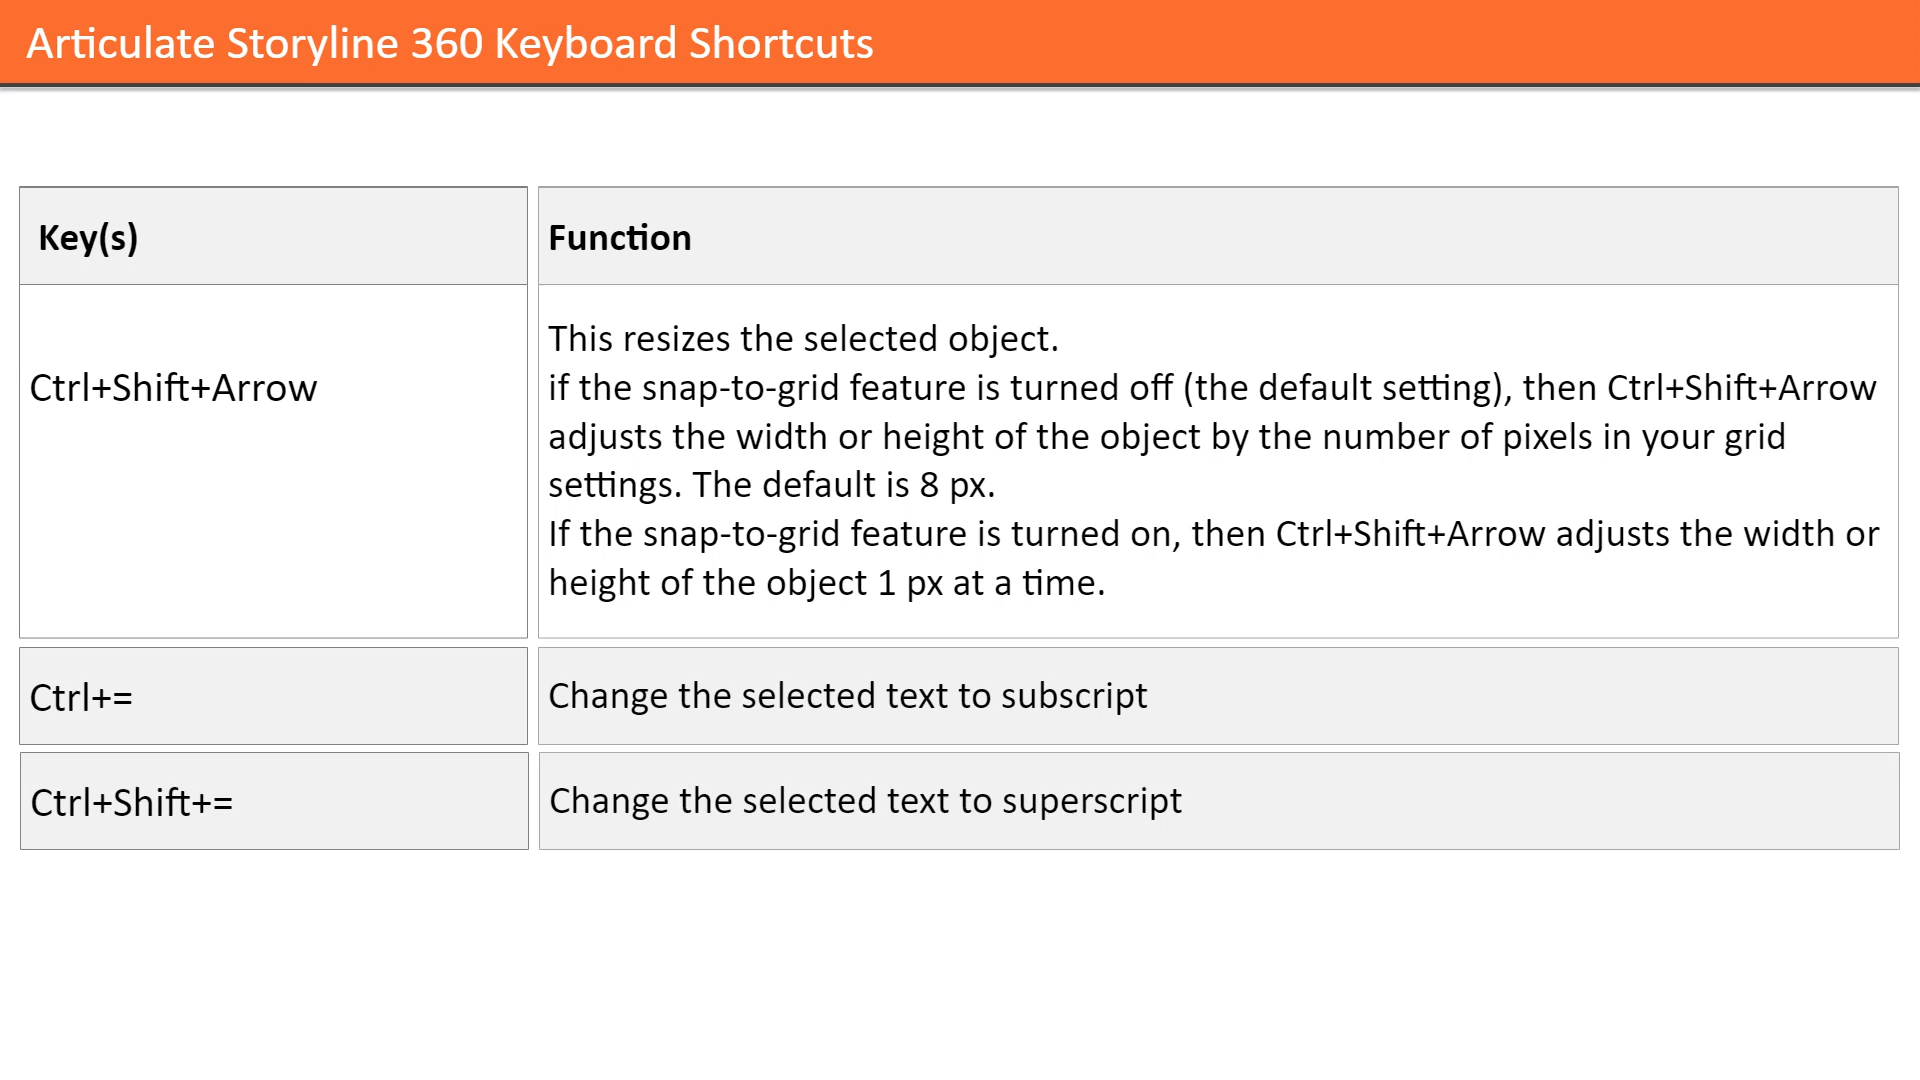 Articulate Storyline 360 Keyboard Shortcuts
Key(s)
Function
Ctrl+Shift+Arrow
This resizes the selected object.
if the snap-to-grid feature is turned off (the default setting), then Ctrl+Shift+Arrow
adjusts the width or height of the object by the number of pixels in your grid
settings. The default is 8 px.
If the snap-to-grid feature is turned on, then Ctrl+Shift+Arrow adjusts the width or
height of the object 1 px at a time.
Ctrl+=
Change the selected text to subscript
Ctrl+Shift+=
Change the selected text to superscript